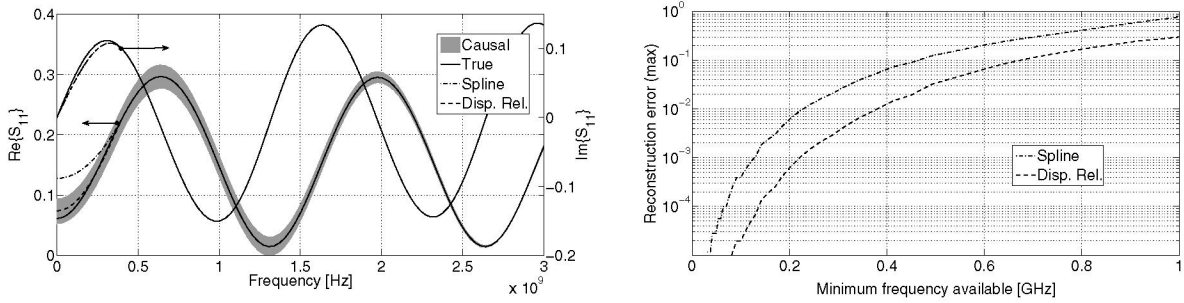 0.4
0.3
0.2
0.1
0
Re{S11}
0
0.5
1
1.5
2
2.5
3
Frequency [Hz]
x 10^9
0.1
0
-0.1
-0.2
Im{S11}
Causal
True
Spline
Disp. Rel.
10^0
10^-1
10^-2
10^-3
10^-4
Reconstruction error (max)
0
0.2
0.4
0.6
0.8
1
Minimum frequency available [GHz]
Spline
Disp. Rel.